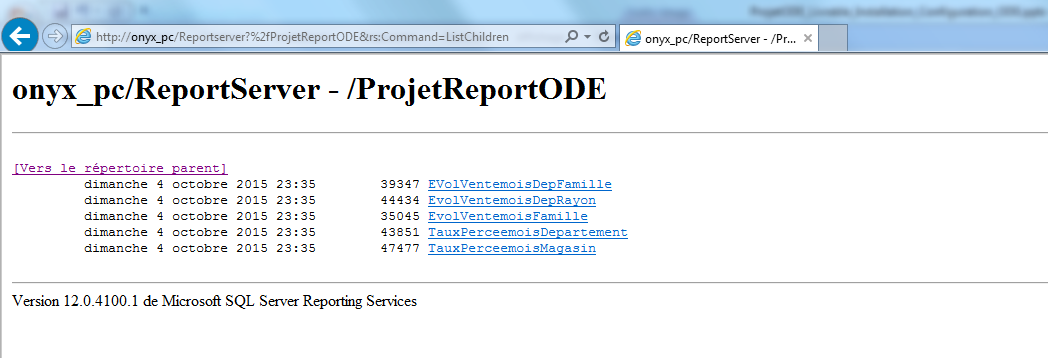 http://onyx_pc/Reportserver?%2fProjetReportODE&rs:Command=ListChildren
onyx_pc/ReportServer - /Pr...
onyx_pc/ReportServer - /ProjetReportODE
[Vers le répertoire parent]
dimanche 4 octobre 2015 23:35 39347 EVolVentemoisDepFamille
dimanche 4 octobre 2015 23:35 44434 EvolVentemoisDepRayon
dimanche 4 octobre 2015 23:35 35045 EvolVentemoisFamille
dimanche 4 octobre 2015 23:35 43851 TauxPerceemoisDepartement
dimanche 4 octobre 2015 23:35 47477 TauxPerceemoisMagasin
Version 12.0.4100.1 de Microsoft SQL Server Reporting Services